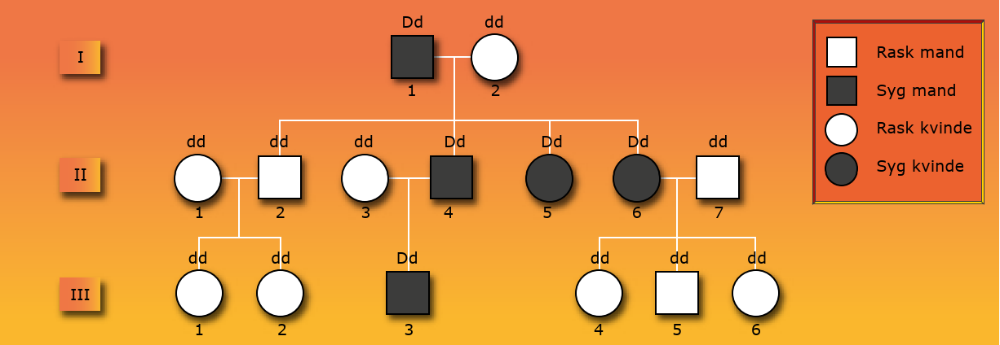 Dd dd
I
1 2
Rask mand
Syg mand
Rask kvinde
Syg kvinde
dd dd dd Dd Dd Dd dd
II
1 2 3 4 5 6 7
dd dd Dd dd dd dd
III
1 2 3 4 5 6